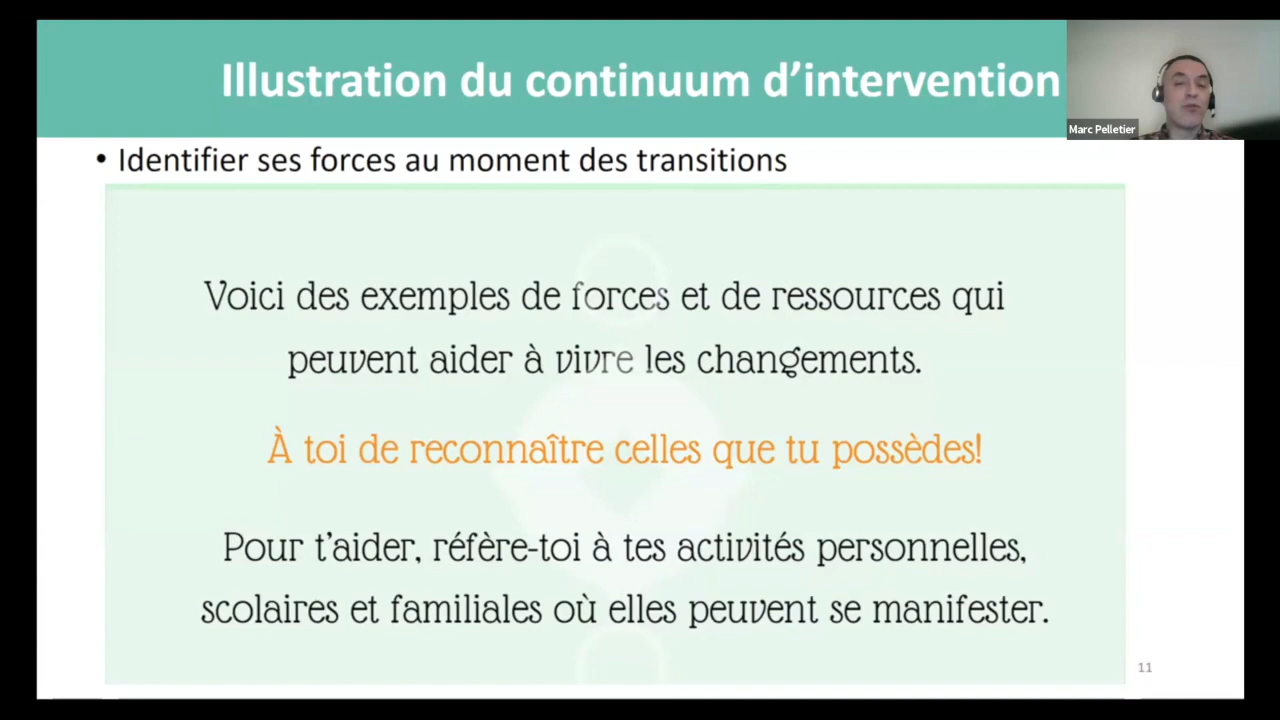 Illustration du continuum d’intervention
Marc Pelletier
• Identifier ses forces au moment des transitions
Voici des exemples de forces et de ressources qui
peuvent aider à vivre les changements.
À toi de reconnaître celles que tu possèdes!
Pour t’aider, réfère-toi à tes activités personnelles,
scolaires et familiales où elles peuvent se manifester.
11